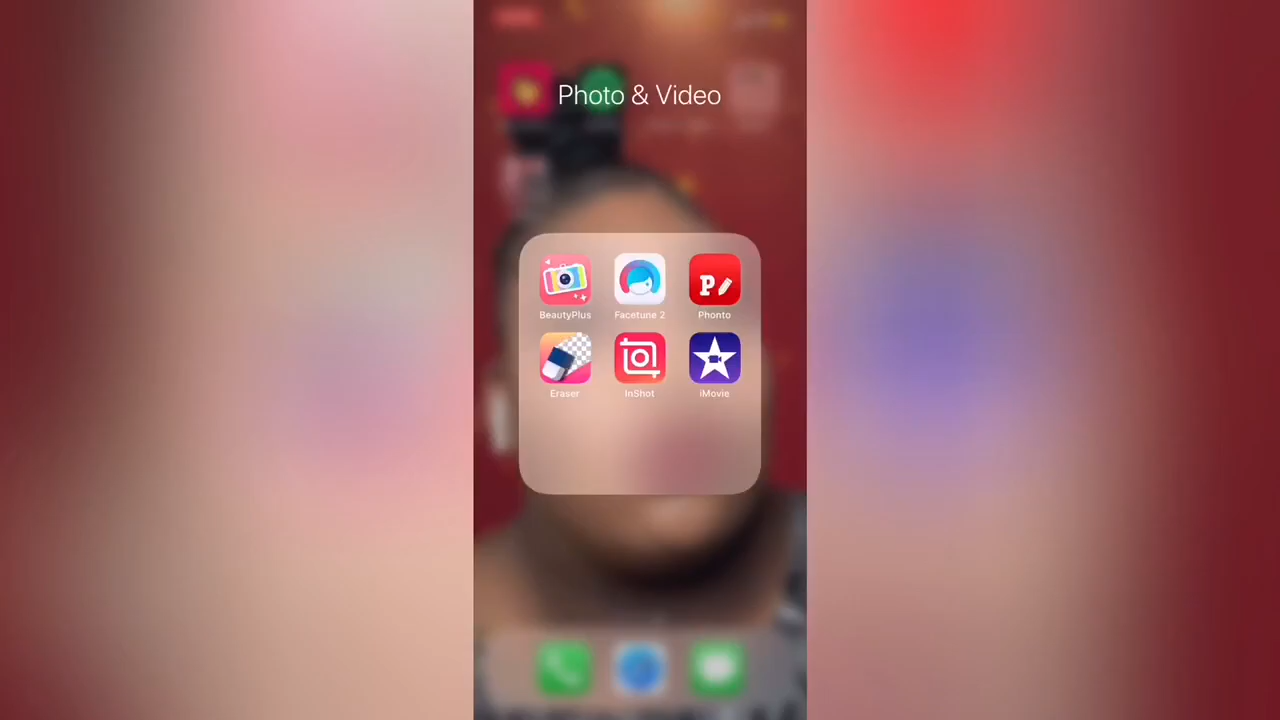 Photo & Video
BeautyPlus
Facetune 2
P Phonto
Eraser
InShot
iMovie